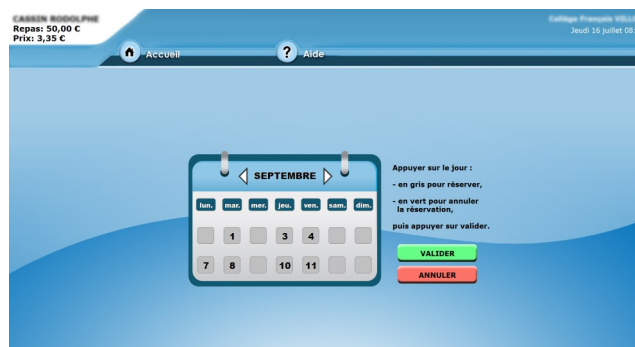 CASSIN RODOLPHE
Repas: 50,00 €
Prix: 3,35 €
Jeudi 16 juillet 08:
Accueil
? Aide
SEPTEMBRE
lun. mar. mer. jeu. ven. sam. dim.
1 3 4
7 8 10 11
Appuyer sur le jour :
- en gris pour réserver,
- en vert pour annuler
la réservation,
puis appuyer sur valider.
VALIDER
ANNULER